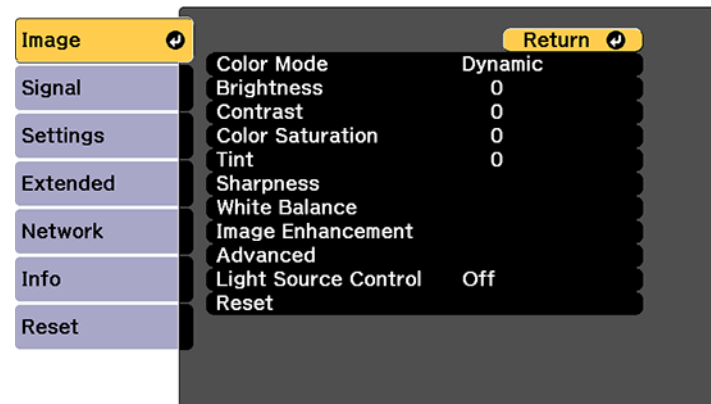 Image
Signal
Settings
Extended
Network
Info
Reset
Return
Color Mode Dynamic
Brightness 0
Contrast 0
Color Saturation 0
Tint 0
Sharpness
White Balance
Image Enhancement
Advanced
Light Source Control Off
Reset